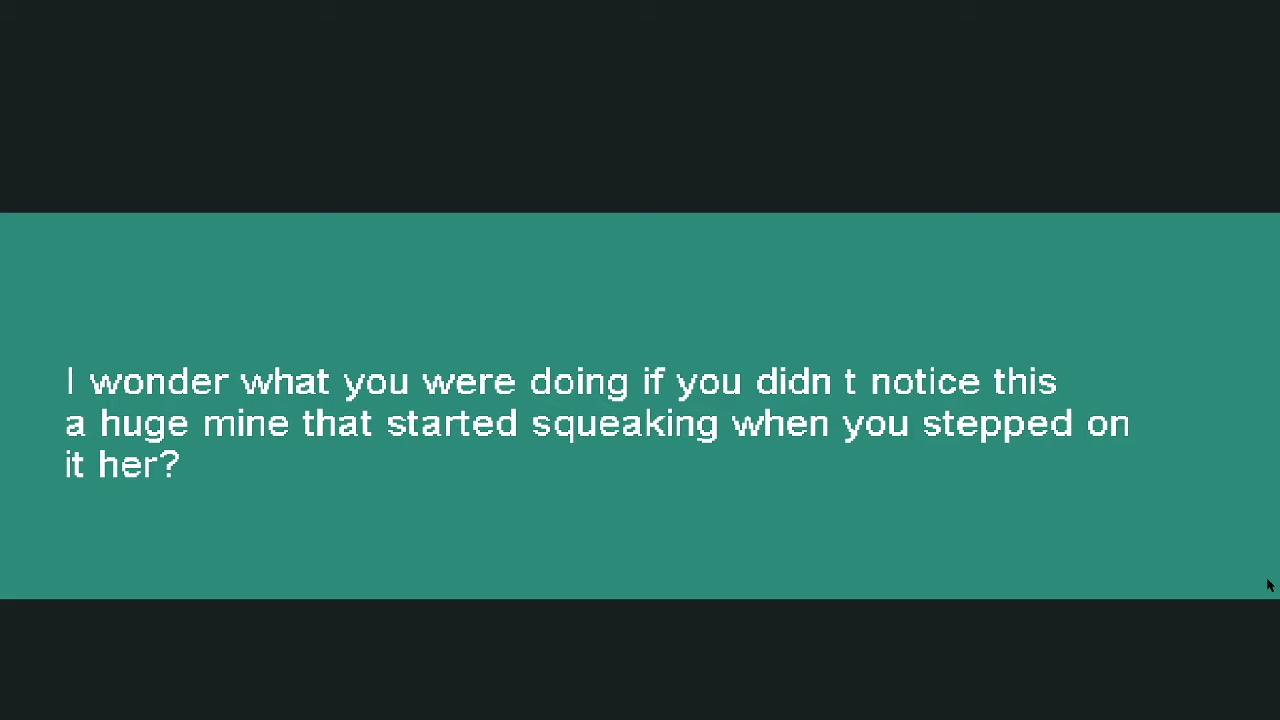 I wonder what you were doing if you didn t notice this
a huge mine that started squeaking when you stepped on
it her?